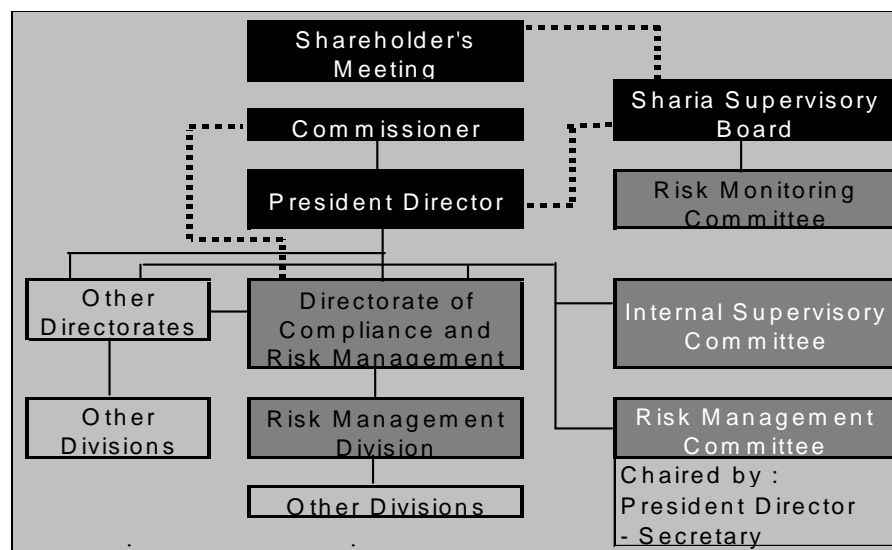 Shareholder's
Meeting
Commissioner
Sharia Supervisory
Board
President Director
Risk Monitoring
Committee
Other
Directorates
Directorate of
Compliance and
Risk Management
Internal Supervisory
Committee
Other
Divisions
Risk Management
Division
Risk Management
Committee
Other Divisions
Chaired by :
President Director
- Secretary